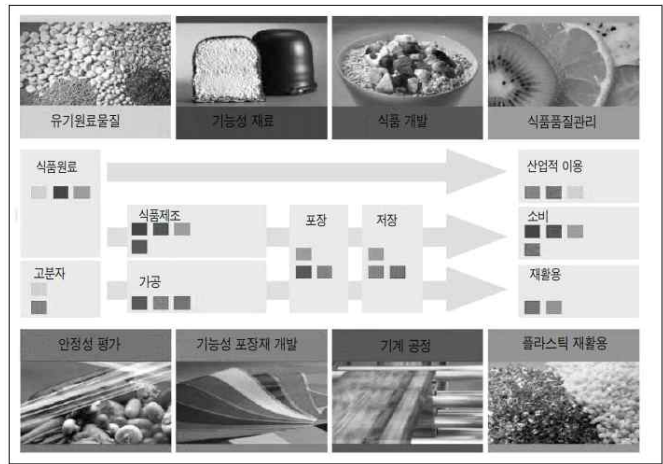 유기원료물질
기능성 재료
식품 개발
식품품질관리
식품원료
산업적 이용
식품제조
포장
저장
소비
고분자
가공
재활용
안정성 평가
기능성 포장재 개발
기계 공정
플라스틱 재활용